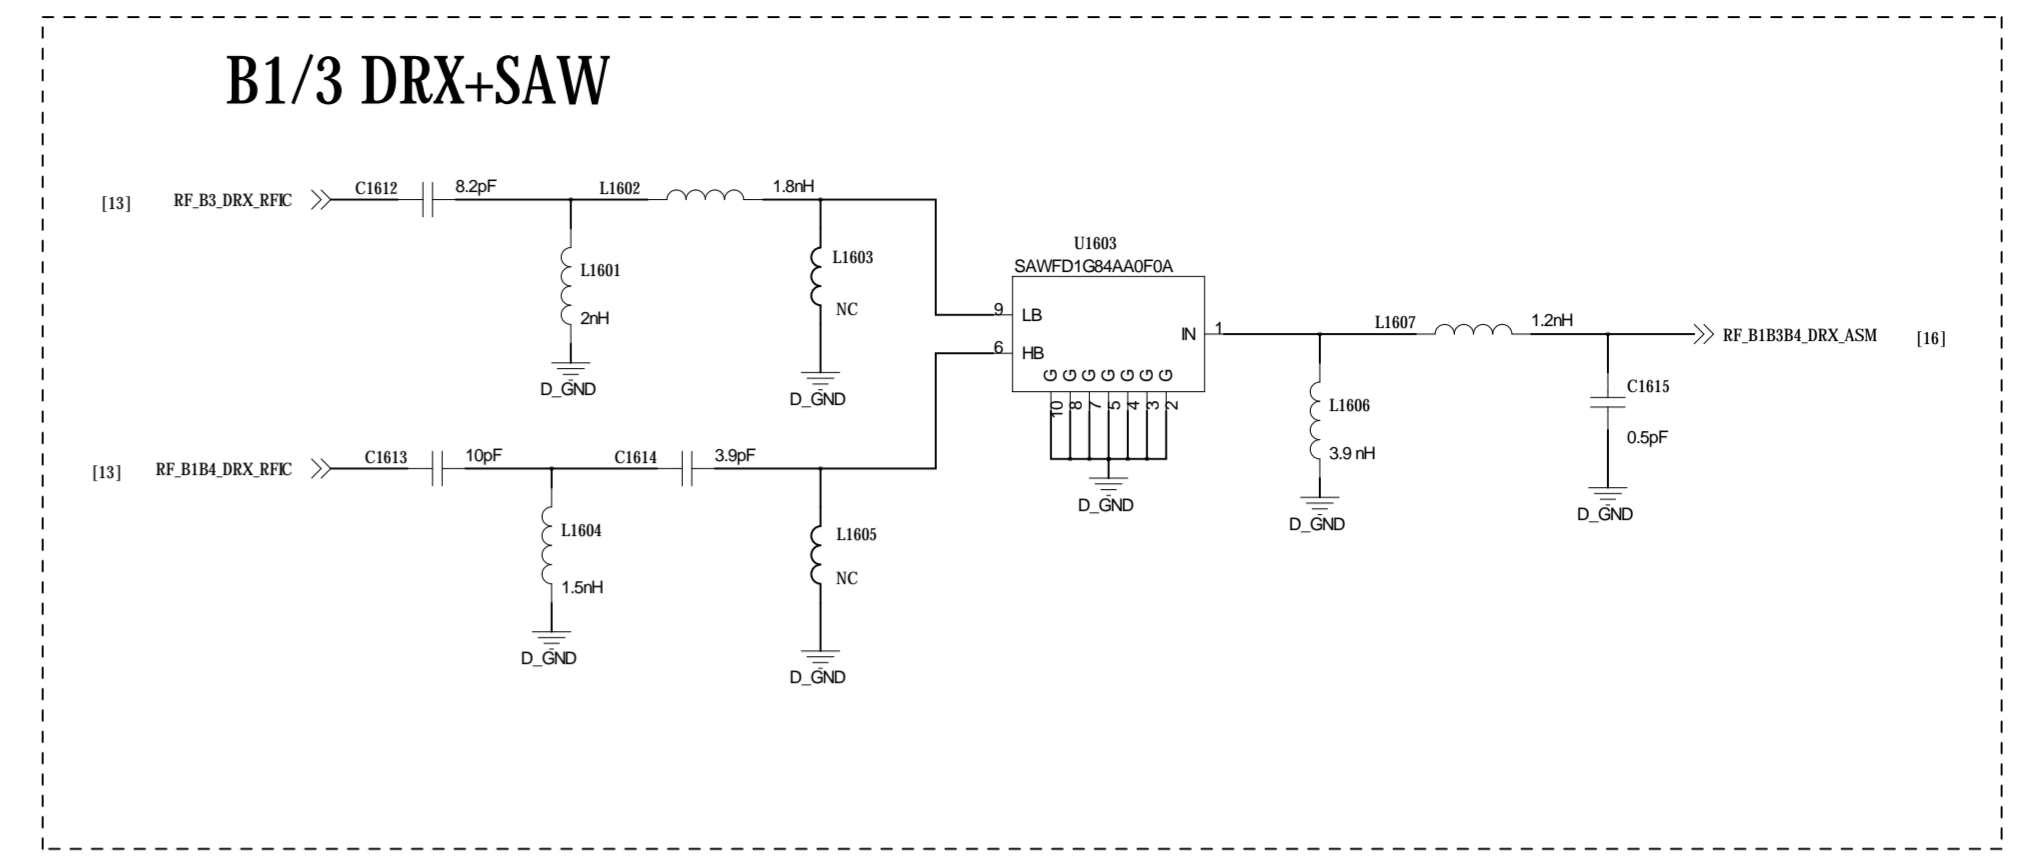 B1/3 DRX+SAW
[13] RF_B3_DRX_RFIC C1612 8.2pF L1602 1.8nH
L1601
2nH
D_GND
L1603
NC
D_GND
U1603
SAWFD1G84AA0F0A
9 LB
6 HB
IN 1
G G G G G G G
10 8 7 5 4 3 2
D_GND
L1607 1.2nH RF_B1B3B4_DRX_ASM [16]
L1606
3.9 nH
D_GND
C1615
0.5pF
D_GND
[13] RF_B1B4_DRX_RFIC C1613 10pF C1614 3.9pF
L1604
1.5nH
D_GND
L1605
NC
D_GND